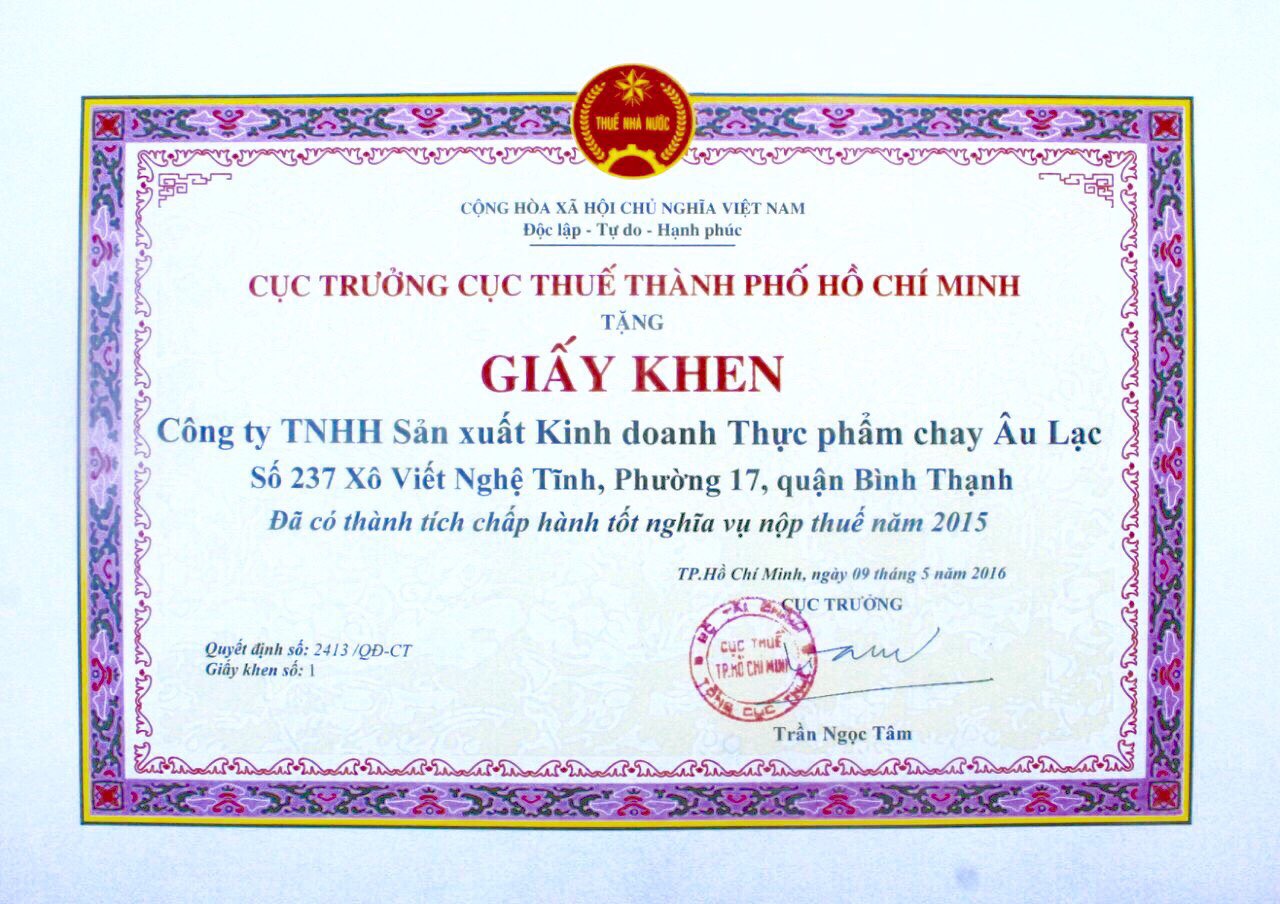 THUẾ NHÀ NƯỚC
CỘNG HÒA XÃ HỘI CHỦ NGHĨA VIỆT NAM
Độc lập - Tự do - Hạnh phúc
CỤC TRƯỞNG CỤC THUẾ THÀNH PHỐ HỒ CHÍ MINH
TẶNG
GIẤY KHEN
Công ty TNHH Sản xuất Kinh doanh Thực phẩm chay Âu Lạc
Số 237 Xô Viết Nghệ Tĩnh, Phường 17, quận Bình Thạnh
Đã có thành tích chấp hành tốt nghĩa vụ nộp thuế năm 2015
TP.Hồ Chí Minh, ngày 09 tháng 5 năm 2016
CỤC TRƯỞNG
CỤC THUẾ
TP.HỒ CHÍ MINH
TỔNG CỤC THUẾ
Quyết định số: 2413 /QĐ-CT
Giấy khen số: 1
Trần Ngọc Tâm